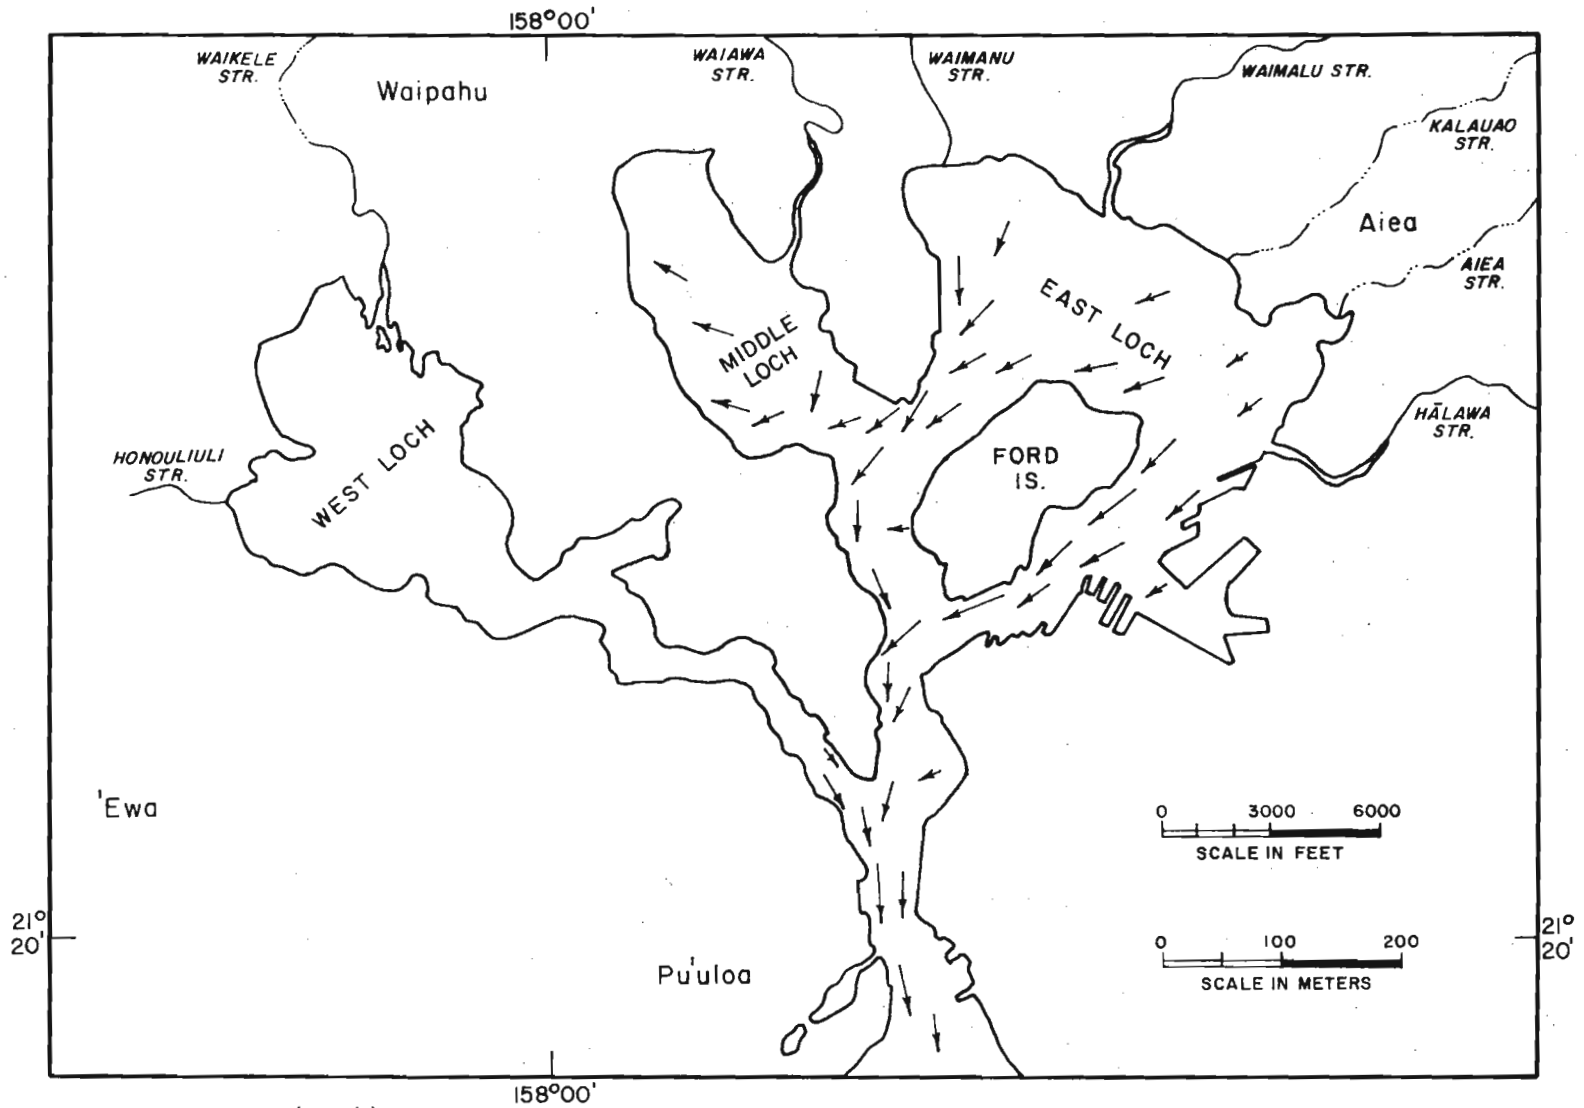 158°00'
WAIKELE
STR.
Waipahu
WAIAWA
STR.
WAIMANU
STR.
WAIMALU STR.
KALAUAO
STR.
Aiea
AIEA
STR.
EAST LOCH
MIDDLE
LOCH
HĀLAWA
STR.
FORD
IS.
HONOULIULI
STR.
WEST LOCH
'Ewa
0 3000 6000
SCALE IN FEET
21°
20'
21°
20'
0 100 200
SCALE IN METERS
Pu'uloa
158°00'